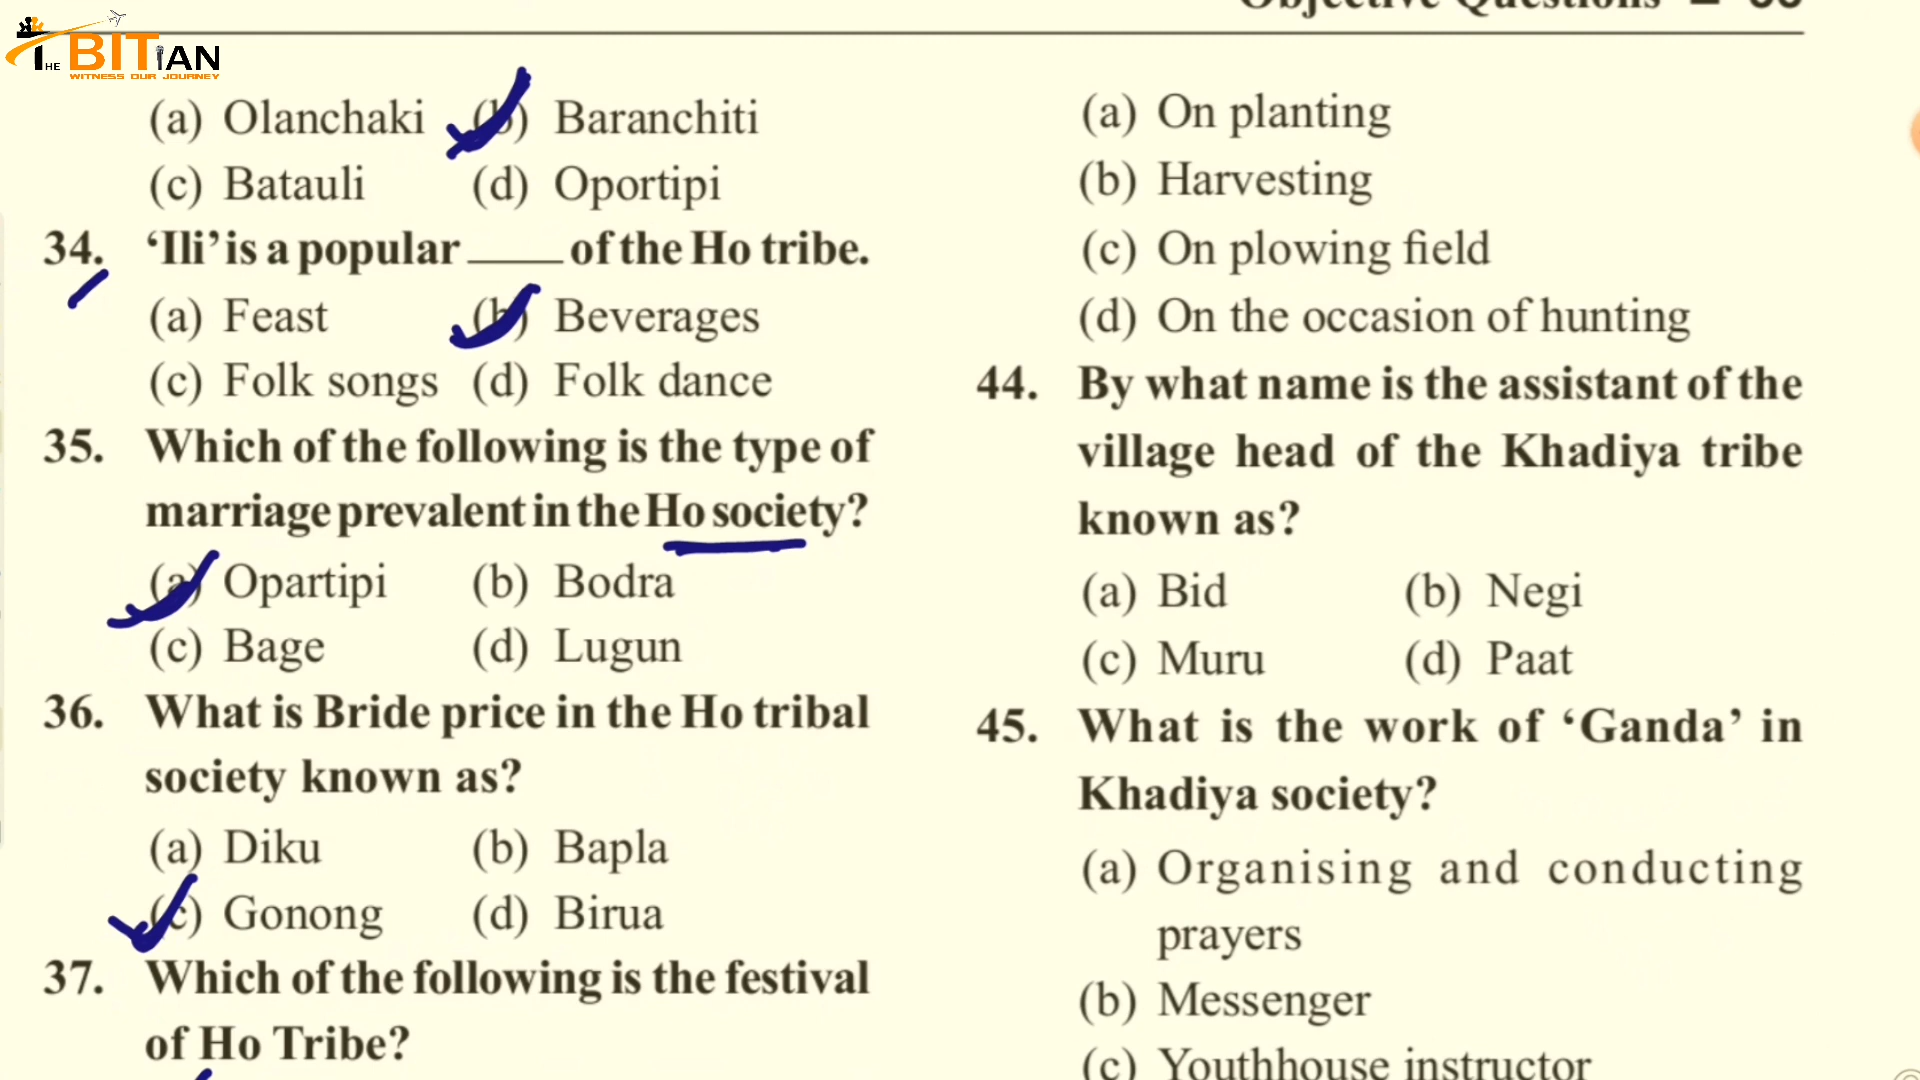 THE BITIAN
WITNESS OUR JOURNEY
Objective Questions
(a) Olanchaki (b) Baranchiti
(c) Batauli (d) Oportipi
34. ‘Ili’ is a popular ____ of the Ho tribe.
(a) Feast (b) Beverages
(c) Folk songs (d) Folk dance
35. Which of the following is the type of
marriage prevalent in the Ho society?
(a) Opartipi (b) Bodra
(c) Bage (d) Lugun
36. What is Bride price in the Ho tribal
society known as?
(a) Diku (b) Bapla
(c) Gonong (d) Birua
37. Which of the following is the festival
of Ho Tribe?
(a) On planting
(b) Harvesting
(c) On plowing field
(d) On the occasion of hunting
44. By what name is the assistant of the
village head of the Khadiya tribe
known as?
(a) Bid (b) Negi
(c) Muru (d) Paat
45. What is the work of ‘Ganda’ in
Khadiya society?
(a) Organising and conducting
prayers
(b) Messenger
(c) Youthhouse instructor